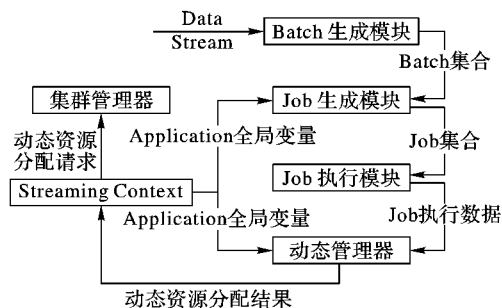 Data
Stream
Batch 生成模块
Batch集合
集群管理器
Job 生成模块
动态资源
分配请求
Application全局变量
Job集合
Streaming Context
Job 执行模块
Application全局变量
Job执行数据
动态管理器
动态资源分配结果